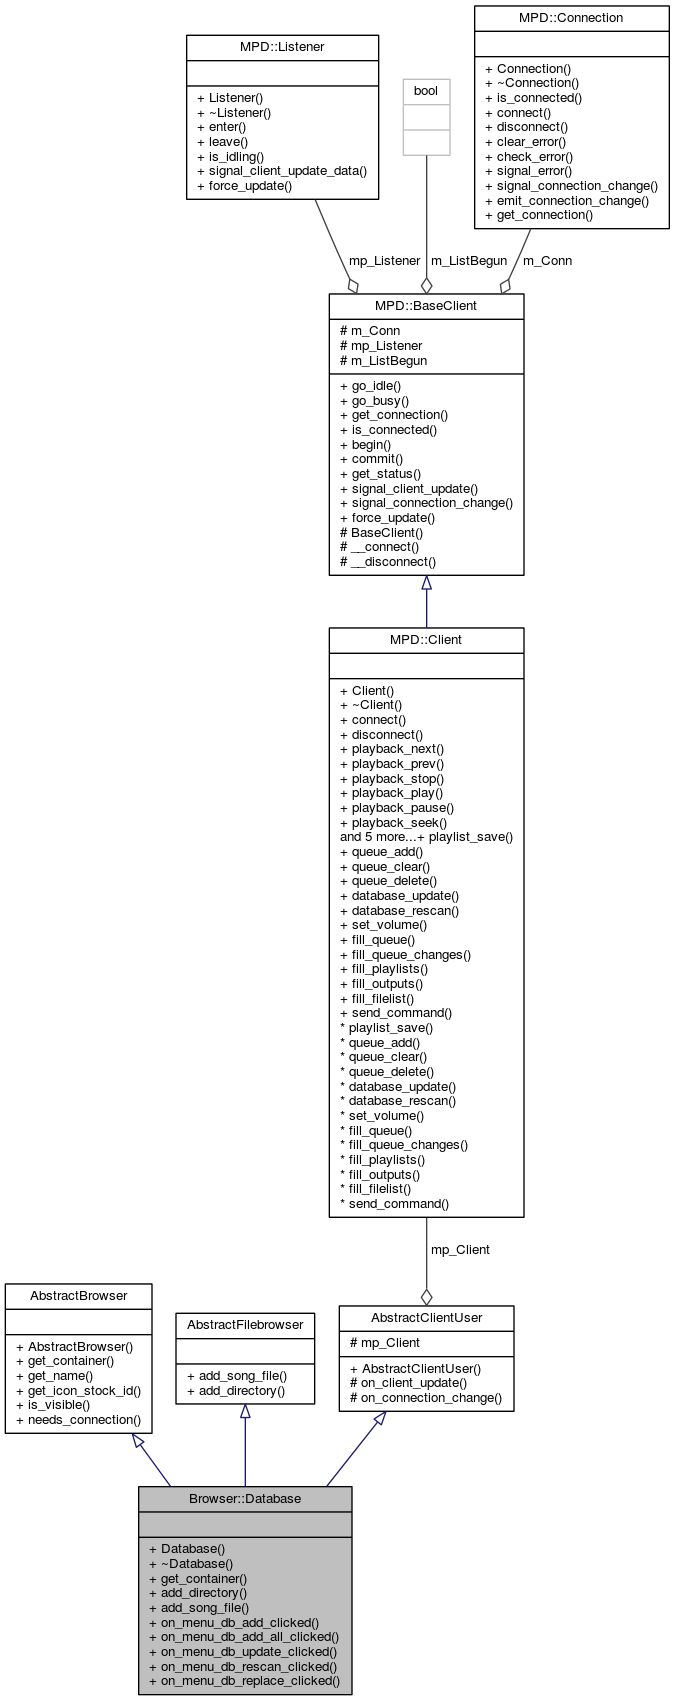 MPD::Connection
+ Connection()
+ ~Connection()
+ is_connected()
+ connect()
+ disconnect()
+ clear_error()
+ check_error()
+ signal_error()
+ signal_connection_change()
+ emit_connection_change()
+ get_connection()
MPD::Listener
+ Listener()
+ ~Listener()
+ enter()
+ leave()
+ is_idling()
+ signal_client_update_data()
+ force_update()
bool
mp_Listener
m_ListBegun
m_Conn
MPD::BaseClient
# m_Conn
# mp_Listener
# m_ListBegun
+ go_idle()
+ go_busy()
+ get_connection()
+ is_connected()
+ begin()
+ commit()
+ get_status()
+ signal_client_update()
+ signal_connection_change()
+ force_update()
# BaseClient()
# __connect()
# __disconnect()
MPD::Client
+ Client()
+ ~Client()
+ connect()
+ disconnect()
+ playback_next()
+ playback_prev()
+ playback_stop()
+ playback_play()
+ playback_pause()
+ playback_seek()
and 5 more...+ playlist_save()
+ queue_add()
+ queue_clear()
+ queue_delete()
+ database_update()
+ database_rescan()
+ set_volume()
+ fill_queue()
+ fill_queue_changes()
+ fill_playlists()
+ fill_outputs()
+ fill_filelist()
+ send_command()
* playlist_save()
* queue_add()
* queue_clear()
* queue_delete()
* database_update()
* database_rescan()
* set_volume()
* fill_queue()
* fill_queue_changes()
* fill_playlists()
* fill_outputs()
* fill_filelist()
* send_command()
mp_Client
AbstractBrowser
+ AbstractBrowser()
+ get_container()
+ get_name()
+ get_icon_stock_id()
+ is_visible()
+ needs_connection()
AbstractFilebrowser
+ add_song_file()
+ add_directory()
AbstractClientUser
# mp_Client
+ AbstractClientUser()
# on_client_update()
# on_connection_change()
Browser::Database
+ Database()
+ ~Database()
+ get_container()
+ add_directory()
+ add_song_file()
+ on_menu_db_add_clicked()
+ on_menu_db_add_all_clicked()
+ on_menu_db_update_clicked()
+ on_menu_db_rescan_clicked()
+ on_menu_db_replace_clicked()